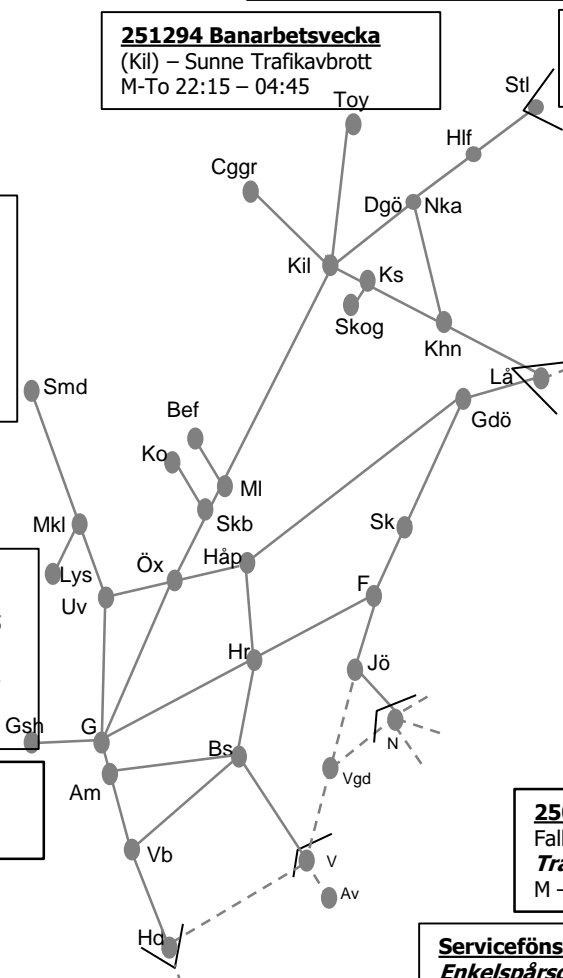 251294 Banarbetsvecka
(Kil) – Sunne Trafikavbrott
M-To 22:15 – 04:45
Toy
Stl
Hlf
Cggr
Dgö
Nka
Kil
Ks
Skog
Khn
Lå
Smd
Gdö
Bef
Ko
Ml
Skb
Mkl
Sk
Öx
Håp
Lys
Uv
F
Hr
Jö
Gsh
G
N
Bs
Vgd
Am
Vb
V
Av
Fall
M –
Hd